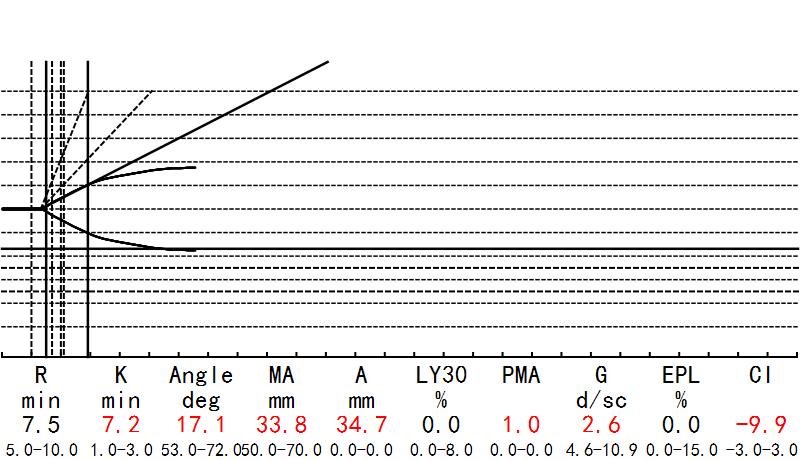 R K Angle MA A LY30 PMA G EPL CI
min min deg mm mm % d/sc %
7.5 7.2 17.1 33.8 34.7 0.0 1.0 2.6 0.0 -9.9
5.0-10.0 1.0-3.0 53.0-72.0 50.0-70.0 0.0-0.0 0.0-8.0 0.0-0.0 4.6-10.9 0.0-15.0 -3.0-3.0